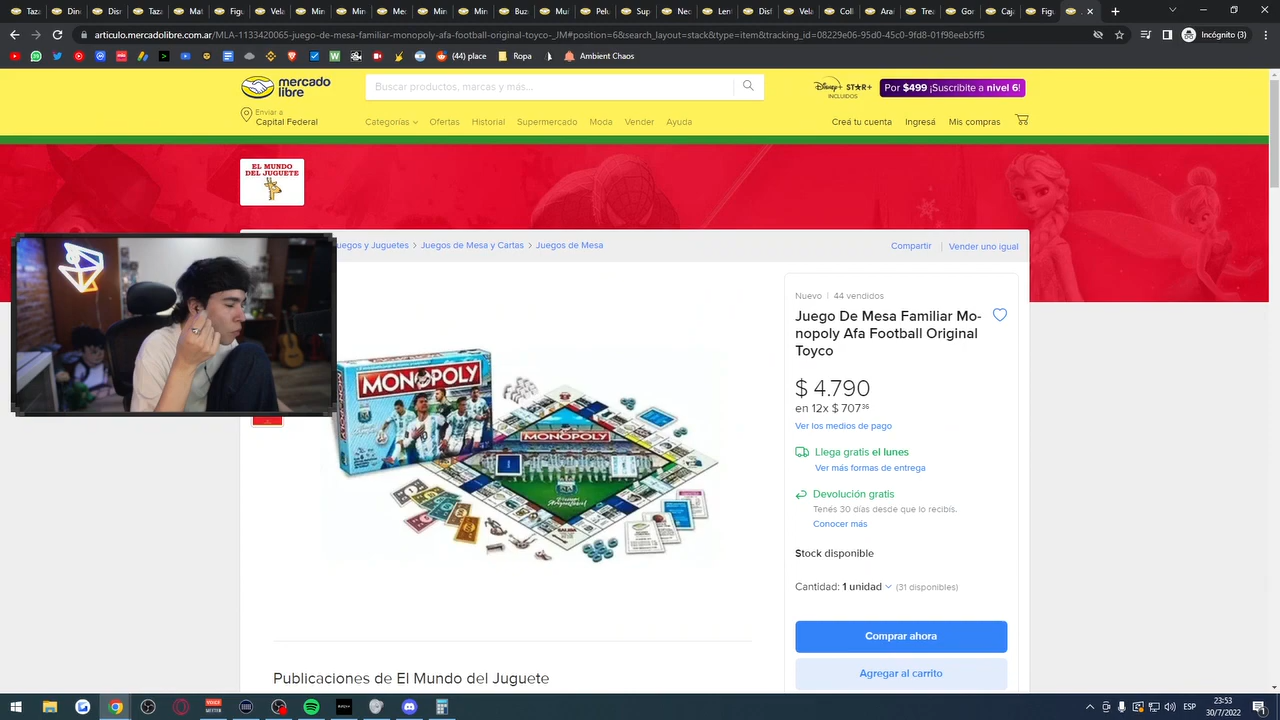 articulo.mercadolibre.com.ar/MLA-1133420065-juego-de-mesa-familiar-monopoly-afa-football-original-toyco-_JM#position=6&search_layout=stack&type=item&tracking_id=08229e06-95d0-45c0-9fd8-01f98eeb5ff5
Incógnito (3)
(44) place
Ropa
Ambient Chaos
mercado
libre
Buscar productos, marcas y más...
Disney+ STAR+
INCLUIDOS
Por $499 ¡Suscribite a nivel 6!
Enviar a
Capital Federal
Categorías
Ofertas
Historial
Supermercado
Moda
Vender
Ayuda
Creá tu cuenta
Ingresá
Mis compras
EL MUNDO
DEL JUGUETE
uegos y Juguetes > Juegos de Mesa y Cartas > Juegos de Mesa
Compartir | Vender uno igual
Nuevo | 44 vendidos
Juego De Mesa Familiar Mo-
nopoly Afa Football Original
Toyco
$ 4.790
en 12x $ 707 36
Ver los medios de pago
Llega gratis el lunes
Ver más formas de entrega
Devolución gratis
Tenés 30 días desde que lo recibís.
Conocer más
Stock disponible
Cantidad: 1 unidad (31 disponibles)
Comprar ahora
Agregar al carrito
MONOPOLY
MONOPOLY
Publicaciones de El Mundo del Juguete
ESP
23:53
30/7/2022